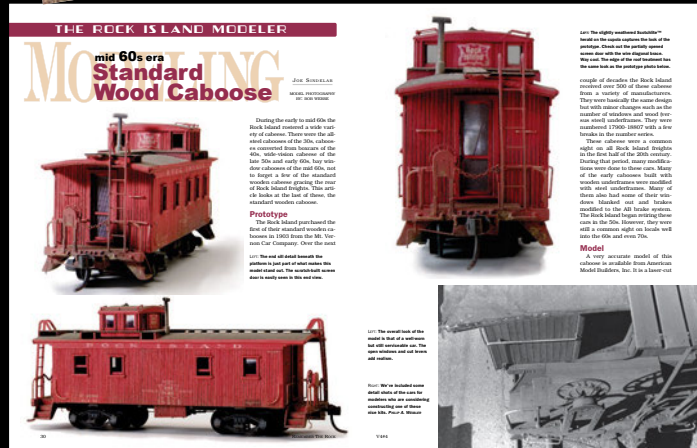 THE ROCK ISLAND MODELER
MODELING
mid 60s era
Standard
Wood Caboose
JOE SINDELAR
MODEL PHOTOGRAPHY
BY: ROB WEBBE
During the early to mid 60s the
Rock Island rostered a wide vari-
ety of cabeese. There were the all-
steel cabooses of the 30s, caboos-
es converted from boxcars of the
40s, wide-vision cabeese of the
late 50s and early 60s, bay win-
dow cabooses of the mid 60s, not
to forget a few of the standard
wooden cabeese gracing the rear
of Rock Island freights. This arti-
cle looks at the last of these, the
standard wooden caboose.
Prototype
The Rock Island purchased the
first of their standard wooden ca-
booses in 1903 from the Mt. Ver-
non Car Company. Over the next
LEFT: The end sill detail beneath the
platform is just part of what makes this
model stand out. The scratch-built screen
door is easily seen in this end view.
ROCK ISLAND
LEFT: The overall look of the
model is that of a well-worn
but still serviceable car. The
open windows and cut levers
add realism.
RIGHT: We've included some
detail shots of the cars for
modelers who are considering
constructing one of these
nice kits. PHILIP A. WEIBLER
LEFT: The slightly weathered Scotchlite™
herald on the cupola captures the look of the
prototype. Check out the partially opened
screen door with the wire diagonal brace.
Way cool. The edge of the roof treatment has
the same look as the prototype photo below.
Rock
Island
couple of decades the Rock Island
received over 500 of these cabeese
from a variety of manufacturers.
They were basically the same design
but with minor changes such as the
number of windows and wood (ver-
sus steel) underframes. They were
numbered 17900-18807 with a few
breaks in the number series.
These cabeese were a common
sight on all Rock Island freights
in the first half of the 20th century.
During that period, many modifica-
tions were done to these cars. Many
of the early cabooses built with
wooden underframes were modified
with steel underframes. Many of
them also had some of their win-
dows blanked out and brakes
modified to the AB brake system.
The Rock Island began retiring these
cars in the 50s. However, they were
still a common sight on locals well
into the 60s and even 70s.
Model
A very accurate model of this
caboose is available from American
Model Builders, Inc. It is a laser-cut
30
REMEMBER THE ROCK
V4#4